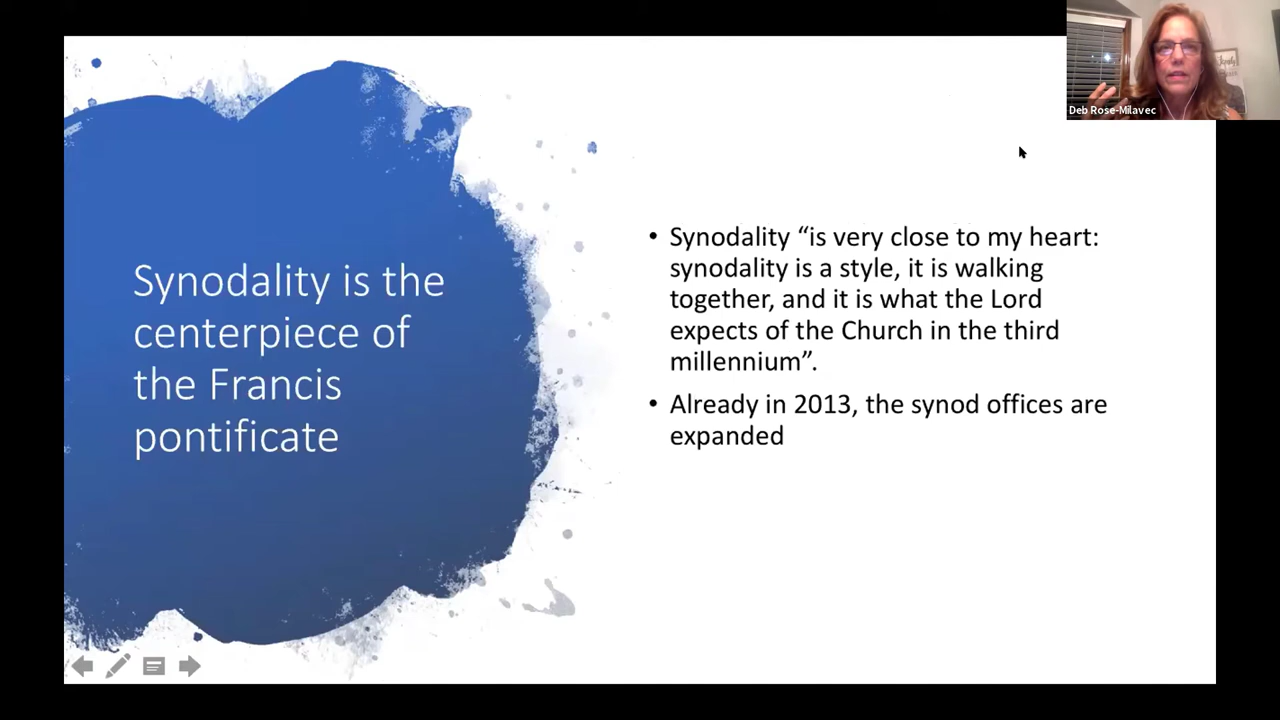 Deb Rose-Milavec
Synodality is the
centerpiece of
the Francis
pontificate
• Synodality “is very close to my heart:
synodality is a style, it is walking
together, and it is what the Lord
expects of the Church in the third
millennium”.
• Already in 2013, the synod offices are
expanded